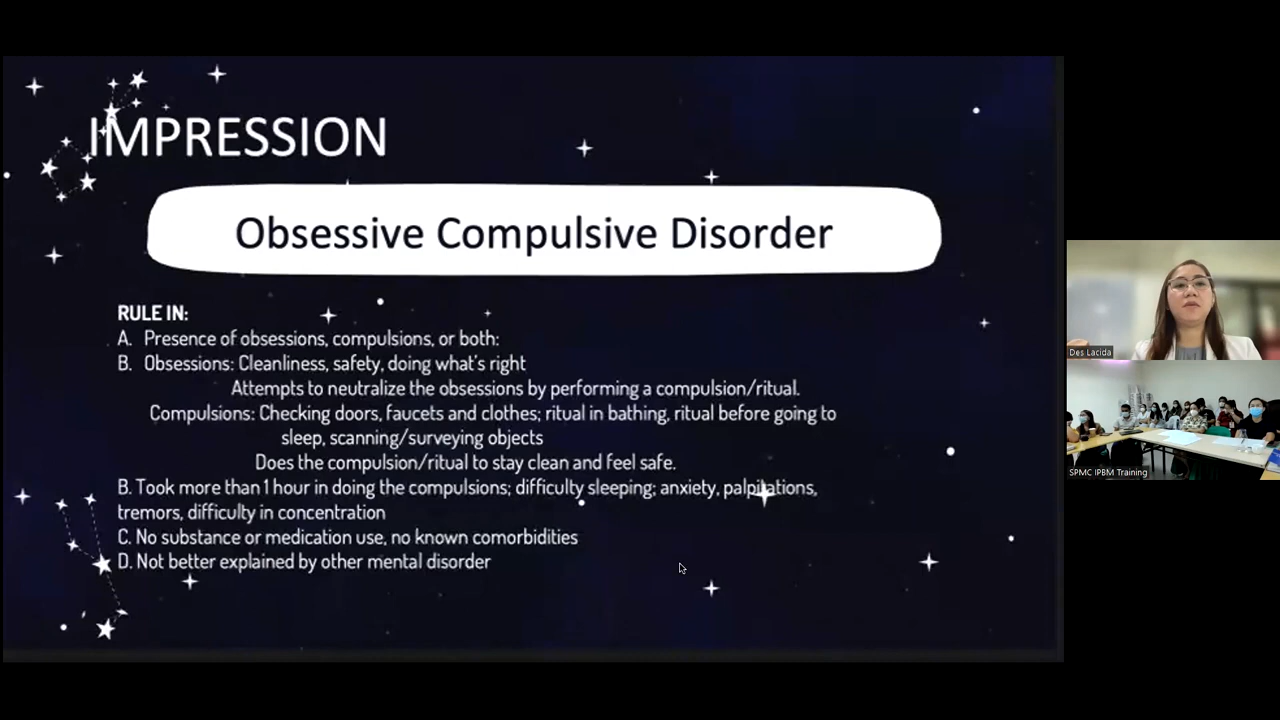 IMPRESSION
Obsessive Compulsive Disorder
RULE IN:
A. Presence of obsessions, compulsions, or both:
B. Obsessions: Cleanliness, safety, doing what's right
Attempts to neutralize the obsessions by performing a compulsion/ritual.
Compulsions: Checking doors, faucets and clothes; ritual in bathing, ritual before going to
sleep, scanning/surveying objects
Does the compulsion/ritual to stay clean and feel safe.
B. Took more than 1 hour in doing the compulsions; difficulty sleeping; anxiety, palpitations,
tremors, difficulty in concentration
C. No substance or medication use, no known comorbidities
D. Not better explained by other mental disorder
Des Lacida
SPMC IPBM Training